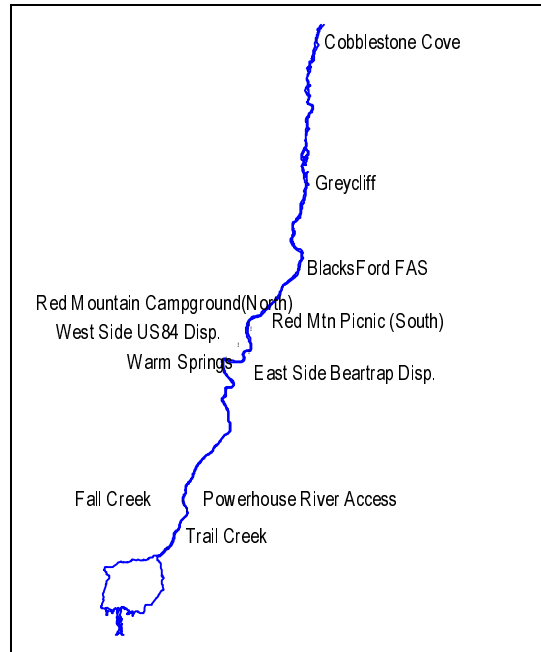 Cobblestone Cove
Greycliff
BlacksFord FAS
Red Mountain Campground(North)
Red Mtn Picnic (South)
West Side US84 Disp.
Warm Springs
East Side Beartrap Disp.
Fall Creek
Powerhouse River Access
Trail Creek